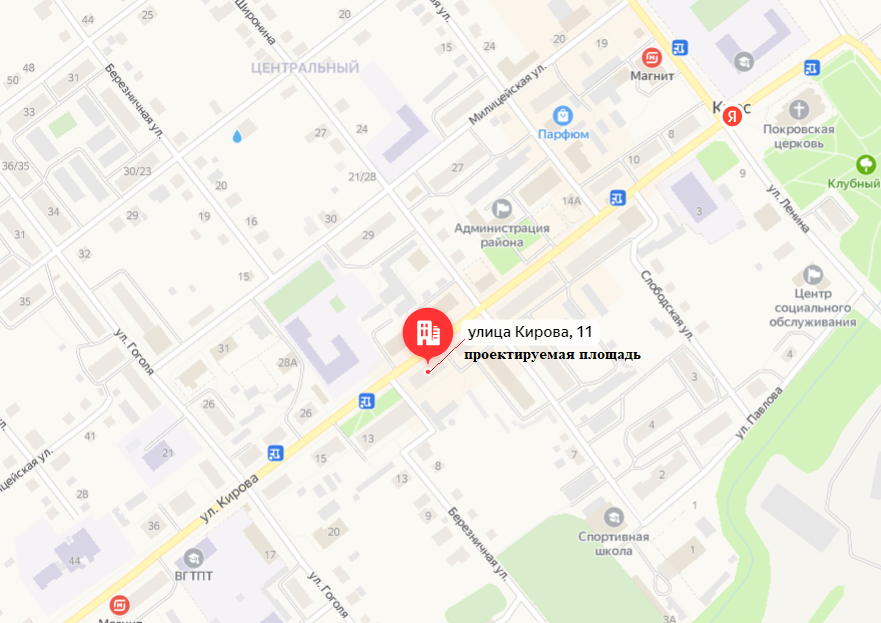 44
25
20
ул.
Широнина
48
50
31
15
24
20
19
Магнит
ЦЕНТРАЛЬНЫЙ
Березничная ул.
Милицейская ул.
33
27
24
Парфюм
8
Я
Покровская
церковь
36/35
30/23
21/28
27
10
Клубный
20
9
ул. Ленина
34
29
19
16
30
29
14А
3
Администрация
района
31
32
15
Слободская ул.
Центр
социального
обслуживания
35
ул. Гоголя
31
28А
улица Кирова, 11
проектируемая площадь
4
3
26
26
13
4
ул. Павлова
41
21
15
8
7
2
28
13
ул. Кирова
9
Березничная ул.
1
36
20
Спортивная
школа
44
17
1
ВГТПТ
ул. Гоголя
3А
Магнит